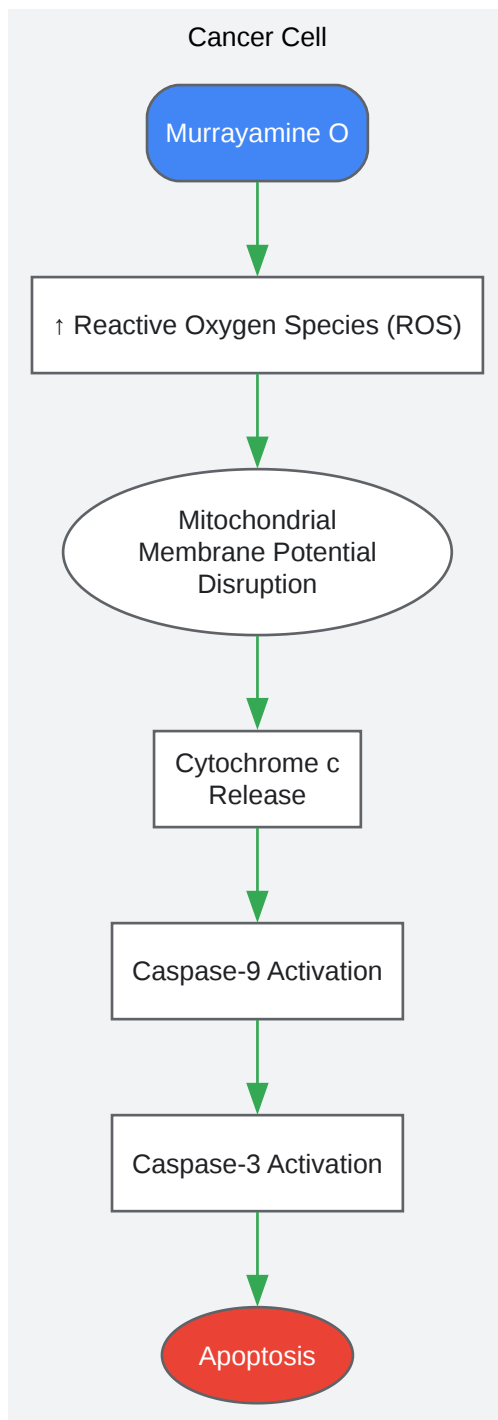 Cancer Cell
Murrayamine O
↑ Reactive Oxygen Species (ROS)
Mitochondrial
Membrane Potential
Disruption
Cytochrome c
Release
Caspase-9 Activation
Caspase-3 Activation
Apoptosis